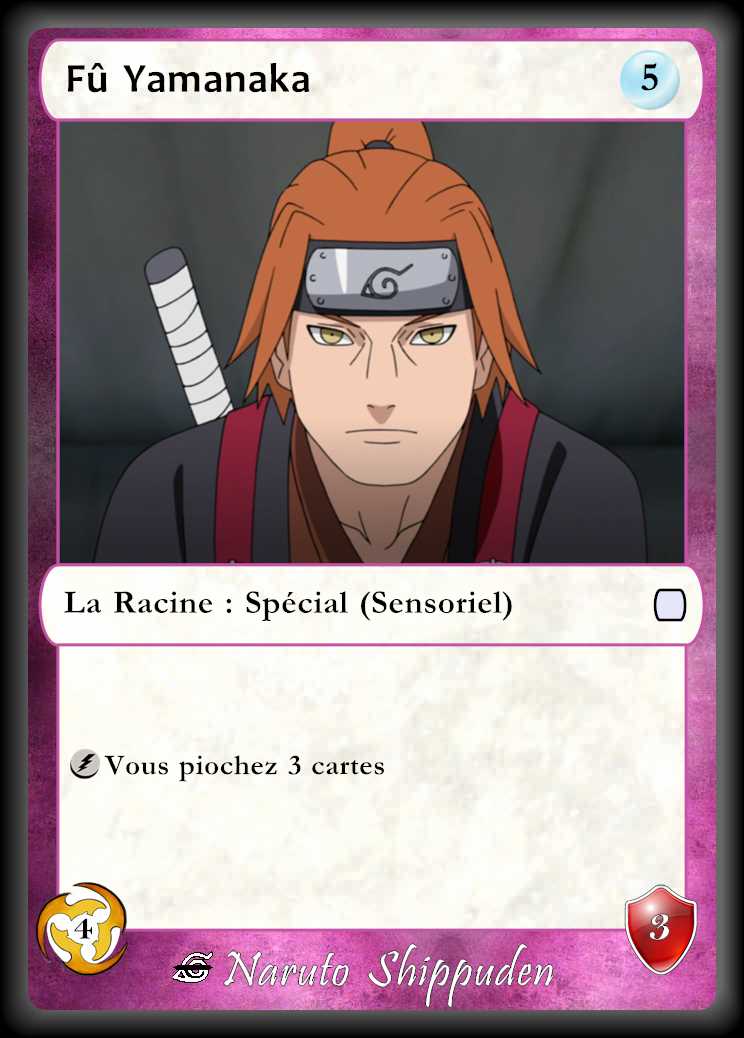 Fû Yamanaka
5
La Racine : Spécial (Sensoriel)
Vous piochez 3 cartes
4
3
Naruto Shippuden